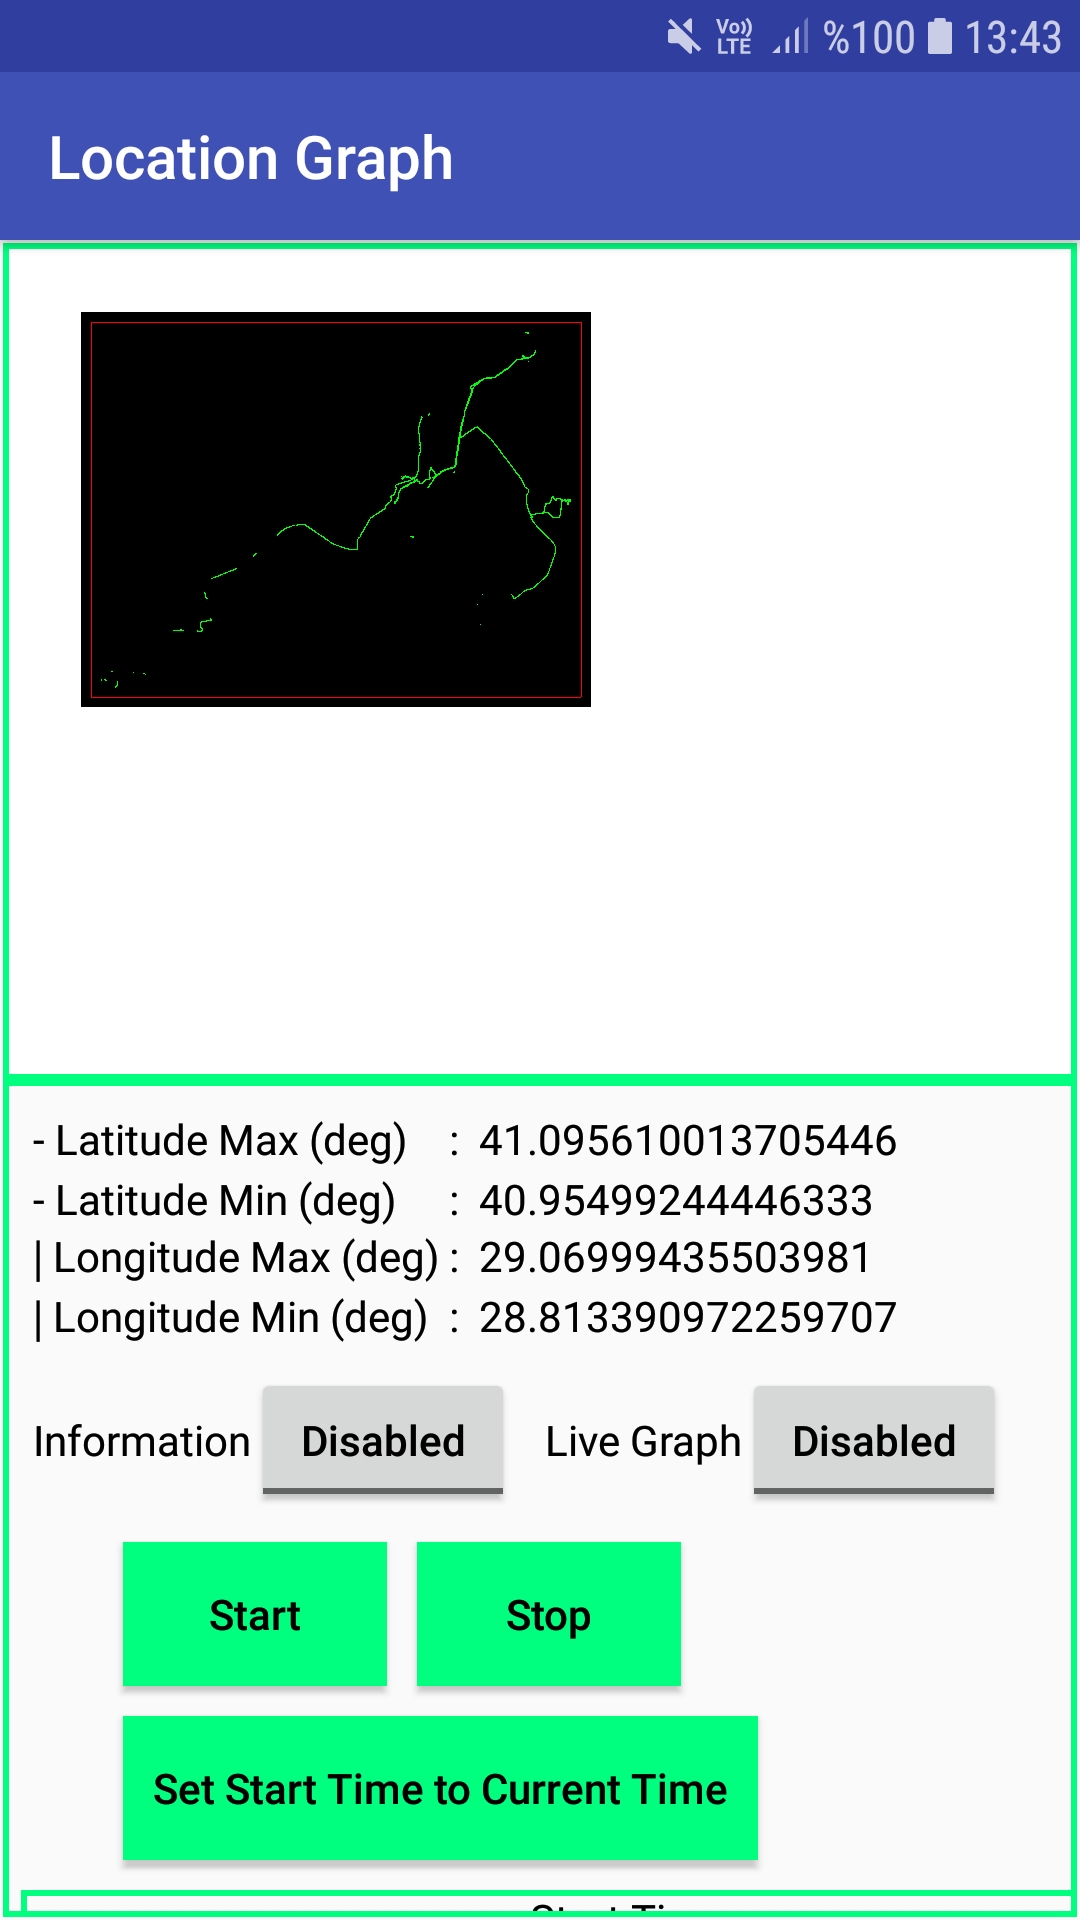 Vo)) LTE %100 13:43
Location Graph
- Latitude Max (deg) : 41.095610013705446
- Latitude Min (deg) : 40.95499244446333
| Longitude Max (deg) : 29.06999435503981
| Longitude Min (deg) : 28.813390972259707
Information Disabled Live Graph Disabled
Start Stop
Set Start Time to Current Time